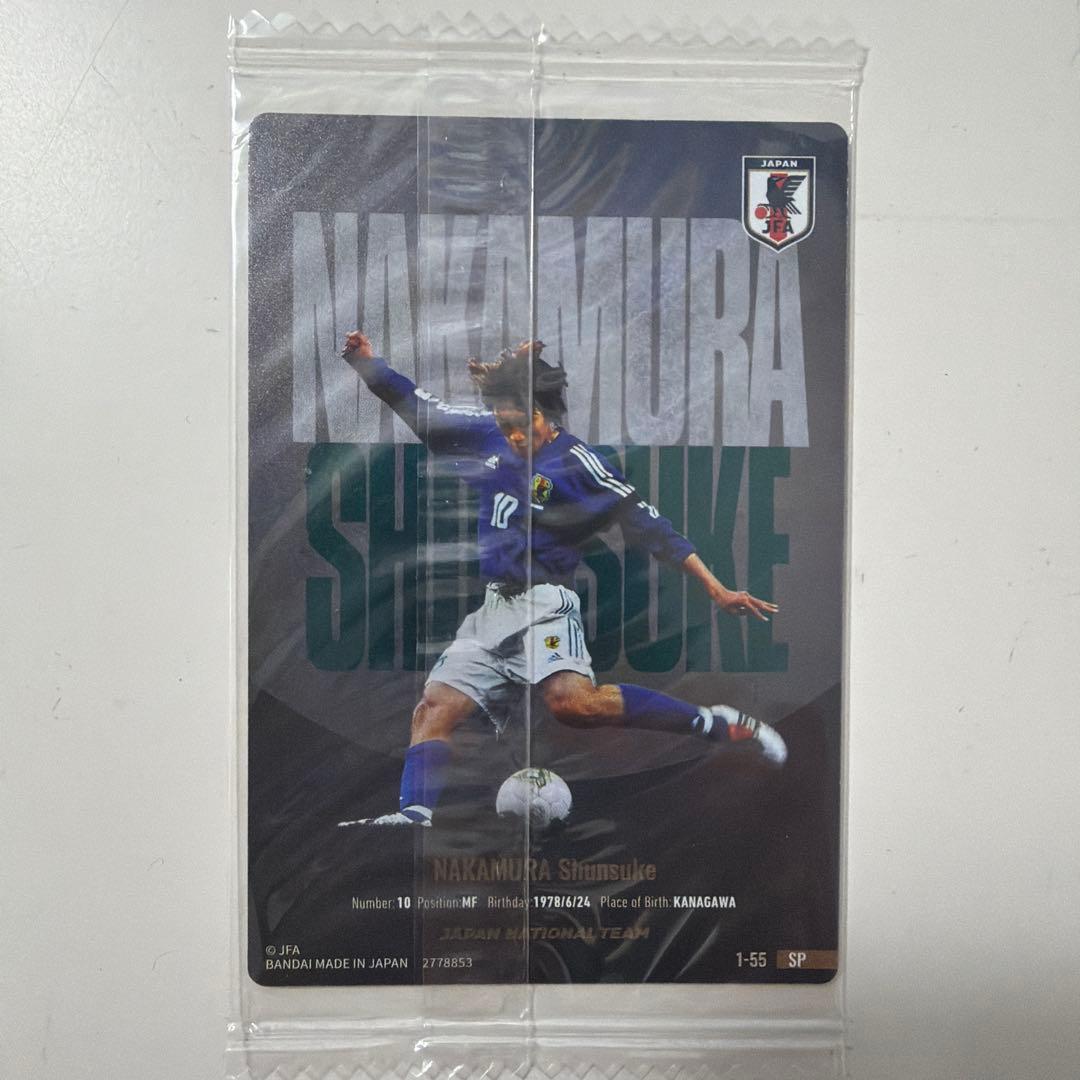 JAPAN
JFA
NAKAMURA
SHUNSUKE
10
NAKAMURA Shunsuke
Number:10 Position:MF Birthday:1978/6/24 Place of Birth:KANAGAWA
JAPAN NATIONAL TEAM
© JFA
BANDAI MADE IN JAPAN 2778853
1-55 SP